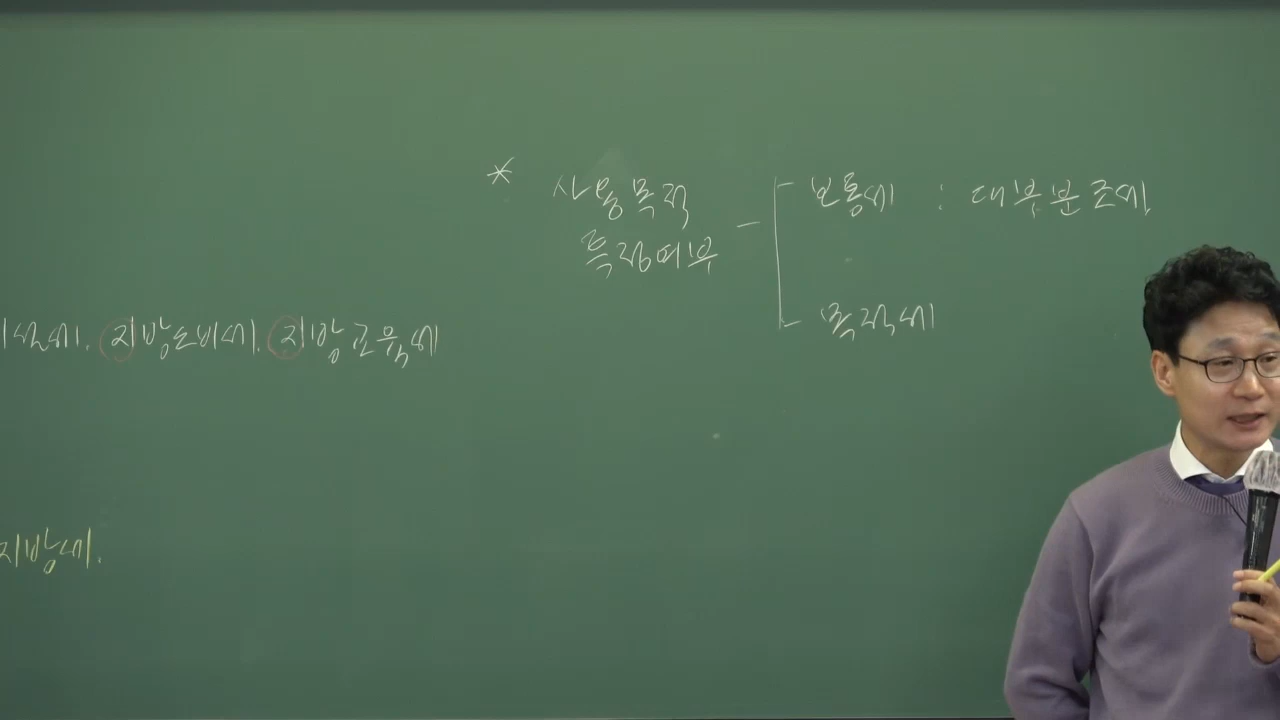 * 사용목적
특정여부
보통세 : 대부분 조세
목적세
지방소비세. 지방교육세
지방세.